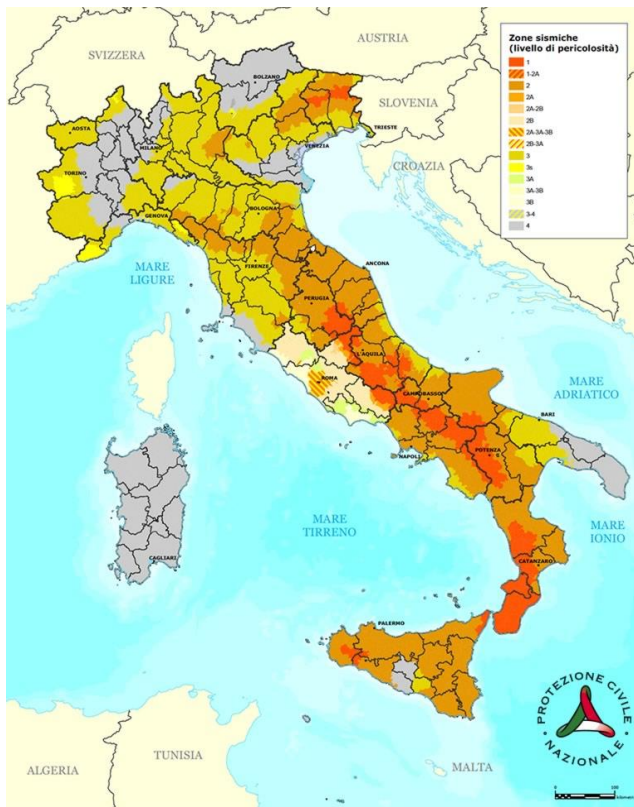 AUSTRIA
SVIZZERA
Zone sismiche
(livello di pericolosità)
1
1-2A
2
2A
2A-2B
2B
2A-3A-3B
2B-3A
3
3s
3A
3A-3B
3B
3-4
4
BOLZANO
SLOVENIA
AOSTA
TRIESTE
MILANO
VENEZIA
CROAZIA
TORINO
BOLOGNA
GENOVA
FIRENZE
ANCONA
MARE
LIGURE
PERUGIA
L'AQUILA
ROMA
CAMPOBASSO
MARE
ADRIATICO
BARI
NAPOLI
POTENZA
MARE
TIRRENO
MARE
IONIO
CAGLIARI
CATANZARO
PALERMO
PROTEZIONE CIVILE
NAZIONALE
TUNISIA
ALGERIA
MALTA